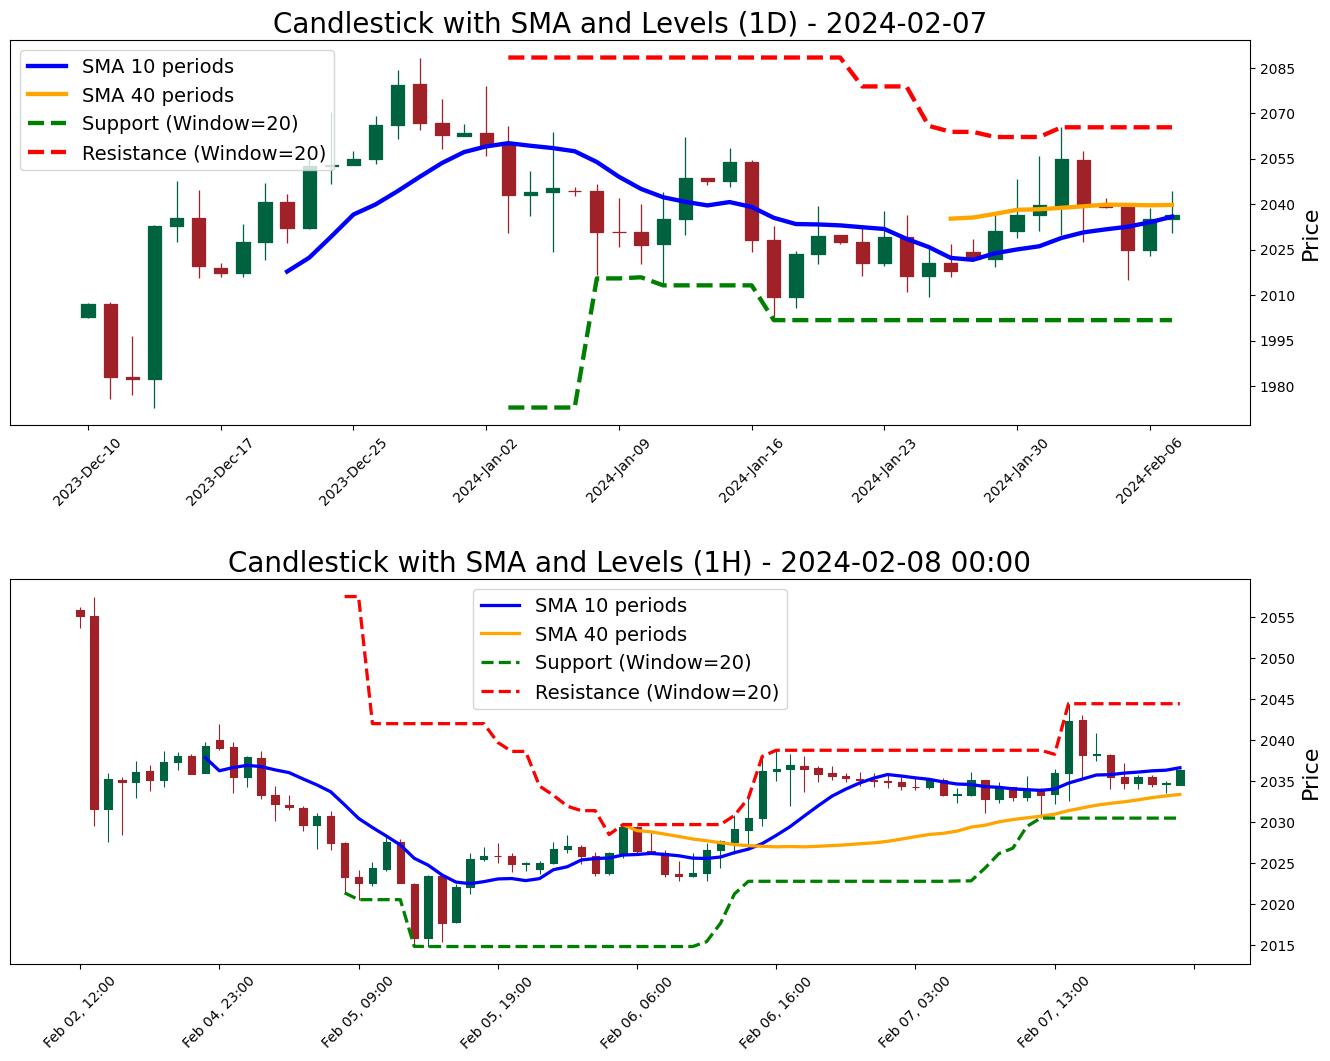 Candlestick with SMA and Levels (1D) - 2024-02-07
SMA 10 periods
SMA 40 periods
Support (Window=20)
Resistance (Window=20)
2085
2070
2055
2040
2025
2010
1995
1980
Price
2023-Dec-10
2023-Dec-17
2023-Dec-25
2024-Jan-02
2024-Jan-09
2024-Jan-16
2024-Jan-23
2024-Jan-30
2024-Feb-06
Candlestick with SMA and Levels (1H) - 2024-02-08 00:00
SMA 10 periods
SMA 40 periods
Support (Window=20)
Resistance (Window=20)
2055
2050
2045
2040
2035
2030
2025
2020
2015
Price
Feb 02, 12:00
Feb 04, 23:00
Feb 05, 09:00
Feb 05, 19:00
Feb 06, 06:00
Feb 06, 16:00
Feb 07, 03:00
Feb 07, 13:00